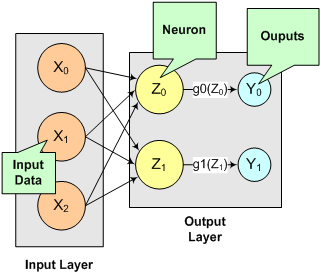 Neuron
Ouputs
X0
Z0
g0(Z0)
Y0
X1
Input
Data
Z1
g1(Z1)
Y1
X2
Output
Layer
Input Layer